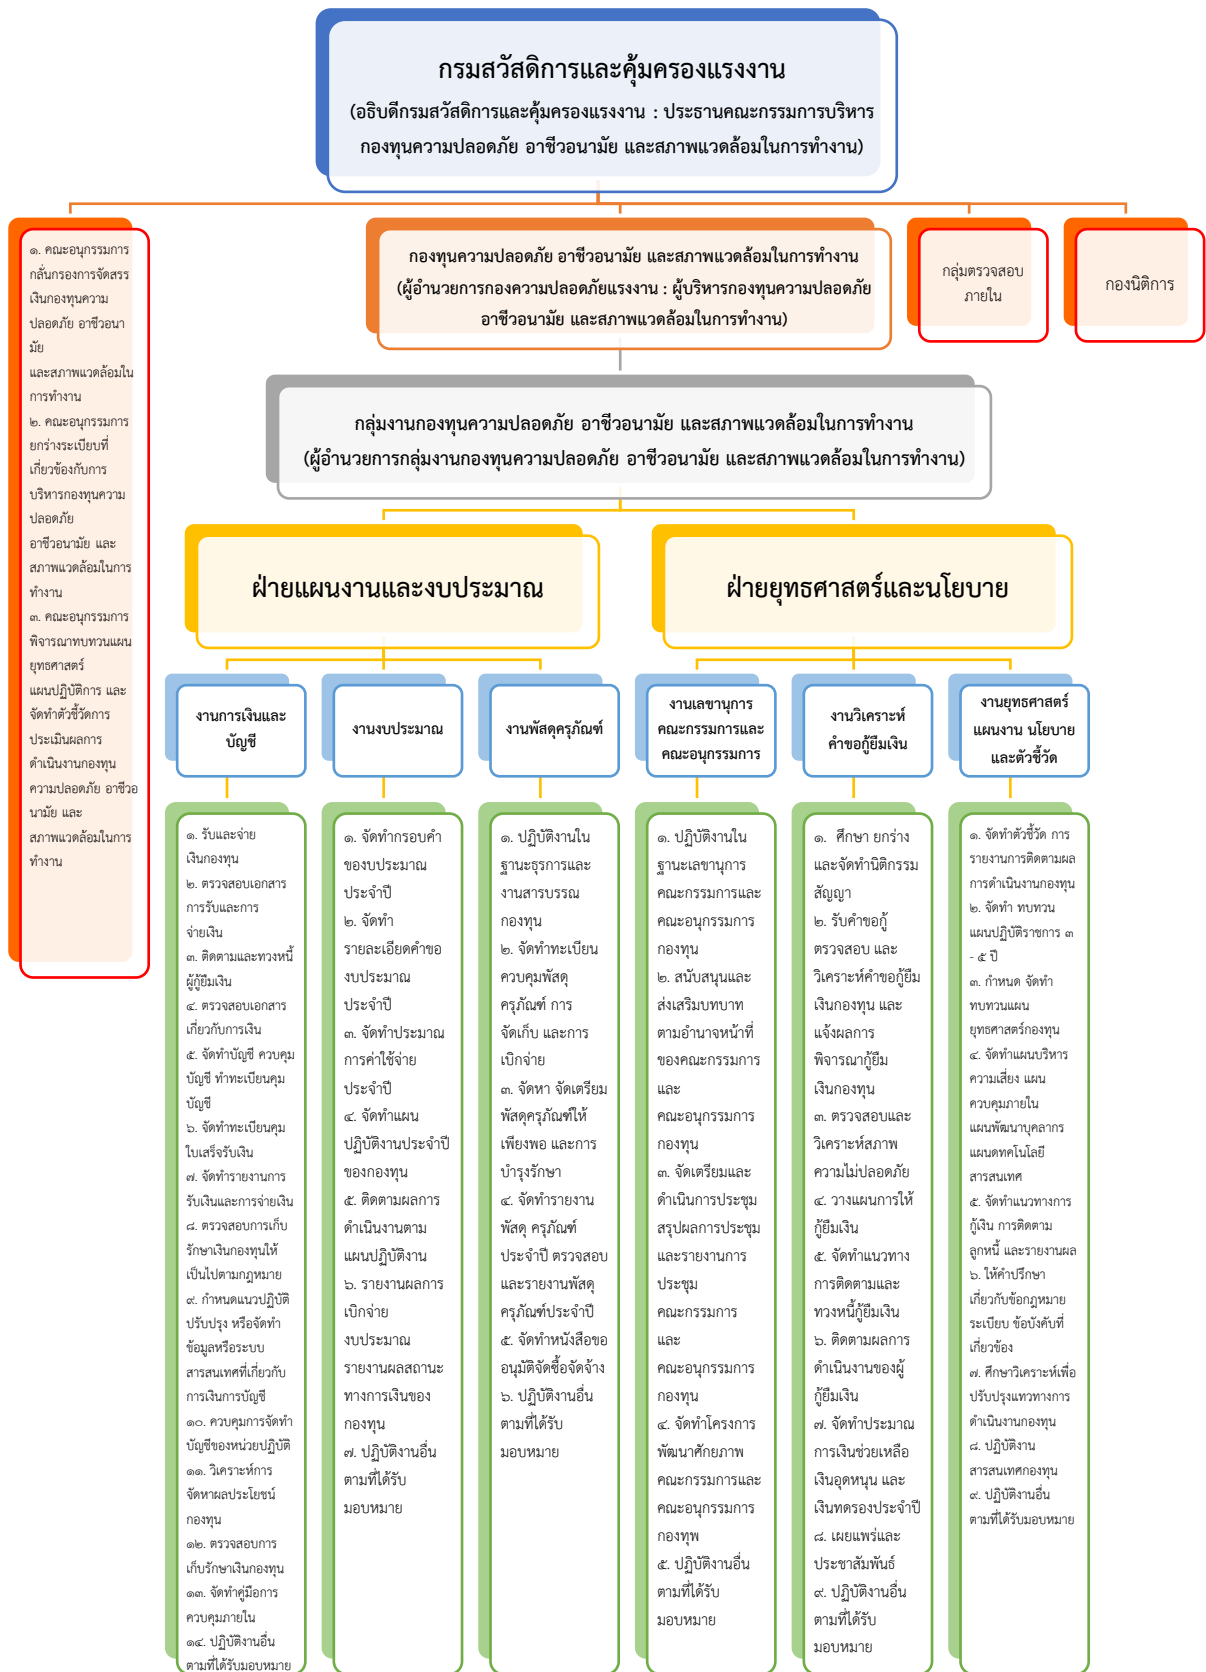 กรมสวัสดิการและคุ้มครองแรงงาน
(อธิบดีกรมสวัสดิการและคุ้มครองแรงงาน : ประธานคณะกรรมการบริหาร
กองทุนความปลอดภัย อาชีวอนามัย และสภาพแวดล้อมในการทำงาน)
๑. คณะอนุกรรมการ
กลั่นกรองการจัดสรร
เงินกองทุนความ
ปลอดภัย อาชีวอนา
มัย
และสภาพแวดล้อมใน
การทำงาน
๒. คณะอนุกรรมการ
ยกร่างระเบียบที่
เกี่ยวข้องกับการ
บริหารกองทุนความ
ปลอดภัย
อาชีวอนามัย และ
สภาพแวดล้อมในการ
ทำงาน
๓. คณะอนุกรรมการ
พิจารณาทบทวนแผน
ยุทธศาสตร์
แผนปฏิบัติการ และ
จัดทำตัวชี้วัดการ
ประเมินผลการ
ดำเนินงานกองทุน
ความปลอดภัย อาชีวอ
นามัย และ
สภาพแวดล้อมในการ
ทำงาน
กองทุนความปลอดภัย อาชีวอนามัย และสภาพแวดล้อมในการทำงาน
(ผู้อำนวยการกองความปลอดภัยแรงงาน : ผู้บริหารกองทุนความปลอดภัย
อาชีวอนามัย และสภาพแวดล้อมในการทำงาน)
กลุ่มตรวจสอบ
ภายใน
กองนิติการ
กลุ่มงานกองทุนความปลอดภัย อาชีวอนามัย และสภาพแวดล้อมในการทำงาน
(ผู้อำนวยการกลุ่มงานกองทุนความปลอดภัย อาชีวอนามัย และสภาพแวดล้อมในการทำงาน)
ฝ่ายแผนงานและงบประมาณ
ฝ่ายยุทธศาสตร์และนโยบาย
งานการเงินและ
บัญชี
งานงบประมาณ
งานพัสดุครุภัณฑ์
งานเลขานุการ
คณะกรรมการและ
คณะอนุกรรมการ
งานวิเคราะห์
คำขอกู้ยืมเงิน
งานยุทธศาสตร์
แผนงาน นโยบาย
และตัวชี้วัด
๑. รับและจ่าย
เงินกองทุน
๒. ตรวจสอบเอกสาร
การรับและการ
จ่ายเงิน
๓. ติดตามและทวงหนี้
ผู้กู้ยืมเงิน
๔. ตรวจสอบเอกสาร
เกี่ยวกับการเงิน
๕. จัดทำบัญชี ควบคุม
บัญชี ทำทะเบียนคุม
บัญชี
๖. จัดทำทะเบียนคุม
ใบเสร็จรับเงิน
๗. จัดทำรายงานการ
รับเงินและการจ่ายเงิน
๘. ตรวจสอบการเก็บ
รักษาเงินกองทุนให้
เป็นไปตามกฎหมาย
๙. กำหนดแนวปฏิบัติ
ปรับปรุง หรือจัดทำ
ข้อมูลหรือระบบ
สารสนเทศที่เกี่ยวกับ
การเงินการบัญชี
๑๐. ควบคุมการจัดทำ
บัญชีของหน่วยปฏิบัติ
๑๑. วิเคราะห์การ
จัดหาผลประโยชน์
กองทุน
๑๒. ตรวจสอบการ
เก็บรักษาเงินกองทุน
๑๓. จัดทำคู่มือการ
ควบคุมภายใน
๑๔. ปฏิบัติงานอื่น
ตามที่ได้รับมอบหมาย
๑. จัดทำกรอบคำ
ของบประมาณ
ประจำปี
๒. จัดทำ
รายละเอียดคำขอ
งบประมาณ
ประจำปี
๓. จัดทำประมาณ
การค่าใช้จ่าย
ประจำปี
๔. จัดทำแผน
ปฏิบัติงานประจำปี
ของกองทุน
๕. ติดตามผลการ
ดำเนินงานตาม
แผนปฏิบัติงาน
๖. รายงานผลการ
เบิกจ่าย
งบประมาณ
รายงานผลสถานะ
ทางการเงินของ
กองทุน
๗. ปฏิบัติงานอื่น
ตามที่ได้รับ
มอบหมาย
๑. ปฏิบัติงานใน
ฐานะธุรการและ
งานสารบรรณ
กองทุน
๒. จัดทำทะเบียน
ควบคุมพัสดุ
ครุภัณฑ์ การ
จัดเก็บ และการ
เบิกจ่าย
๓. จัดหา จัดเตรียม
พัสดุครุภัณฑ์ให้
เพียงพอ และการ
บำรุงรักษา
๔. จัดทำรายงาน
พัสดุ ครุภัณฑ์
ประจำปี ตรวจสอบ
และรายงานพัสดุ
ครุภัณฑ์ประจำปี
๕. จัดทำหนังสือขอ
อนุมัติจัดซื้อจัดจ้าง
๖. ปฏิบัติงานอื่น
ตามที่ได้รับ
มอบหมาย
๑. ปฏิบัติงานใน
ฐานะเลขานุการ
คณะกรรมการและ
คณะอนุกรรมการ
กองทุน
๒. สนับสนุนและ
ส่งเสริมบทบาท
ตามอำนาจหน้าที่
ของคณะกรรมการ
และ
คณะอนุกรรมการ
กองทุน
๓. จัดเตรียมและ
ดำเนินการประชุม
สรุปผลการประชุม
และรายงานการ
ประชุม
คณะกรรมการ
และ
คณะอนุกรรมการ
กองทุน
๔. จัดทำโครงการ
พัฒนาศักยภาพ
คณะกรรมการและ
คณะอนุกรรมการ
กองทุพ
๕. ปฏิบัติงานอื่น
ตามที่ได้รับ
มอบหมาย
๑.  ศึกษา ยกร่าง
และจัดทำนิติกรรม
สัญญา
๒. รับคำขอกู้
ตรวจสอบ และ
วิเคราะห์คำขอกู้ยืม
เงินกองทุน และ
แจ้งผลการ
พิจารณากู้ยืม
เงินกองทุน
๓. ตรวจสอบและ
วิเคราะห์สภาพ
ความไม่ปลอดภัย
๔. วางแผนการให้
กู้ยืมเงิน
๕. จัดทำแนวทาง
การติดตามและ
ทวงหนี้กู้ยืมเงิน
๖. ติดตามผลการ
ดำเนินงานของผู้
กู้ยืมเงิน
๗. จัดทำประมาณ
การเงินช่วยเหลือ
เงินอุดหนุน และ
เงินทดรองประจำปี
๘. เผยแพร่และ
ประชาสัมพันธ์
๙. ปฏิบัติงานอื่น
ตามที่ได้รับ
มอบหมาย
๑. จัดทำตัวชี้วัด การ
รายงานการติดตามผล
การดำเนินงานกองทุน
๒. จัดทำ ทบทวน
แผนปฏิบัติราชการ ๓
- ๕ ปี
๓. กำหนด จัดทำ
ทบทวนแผน
ยุทธศาสตร์กองทุน
๔. จัดทำแผนบริหาร
ความเสี่ยง แผน
ควบคุมภายใน
แผนพัฒนาบุคลากร
แผนดทคโนโลยี
สารสนเทศ
๕. จัดทำแนวทางการ
กู้เงิน การติดตาม
ลูกหนี้ และรายงานผล
๖. ให้คำปรึกษา
เกี่ยวกับข้อกฎหมาย
ระเบียบ ข้อบังคับที่
เกี่ยวข้อง
๗. ศึกษาวิเคราะห์เพื่อ
ปรับปรุงแทวทางการ
ดำเนินงานกองทุน
๘. ปฏิบัติงาน
สารสนเทศกองทุน
๙. ปฏิบัติงานอื่น
ตามที่ได้รับมอบหมาย